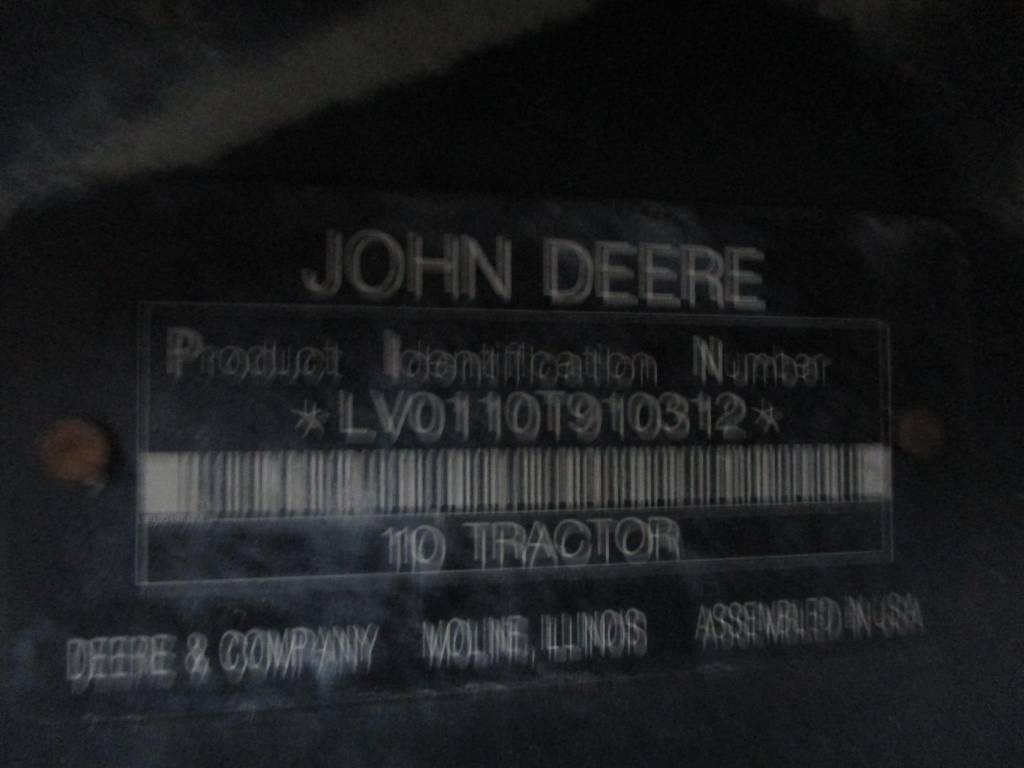 JOHN DEERE
Product Identification Number
*LV0110T910312*
110 TRACTOR
DEERE & COMPANY MOLINE, ILLINOIS ASSEMBLED IN USA